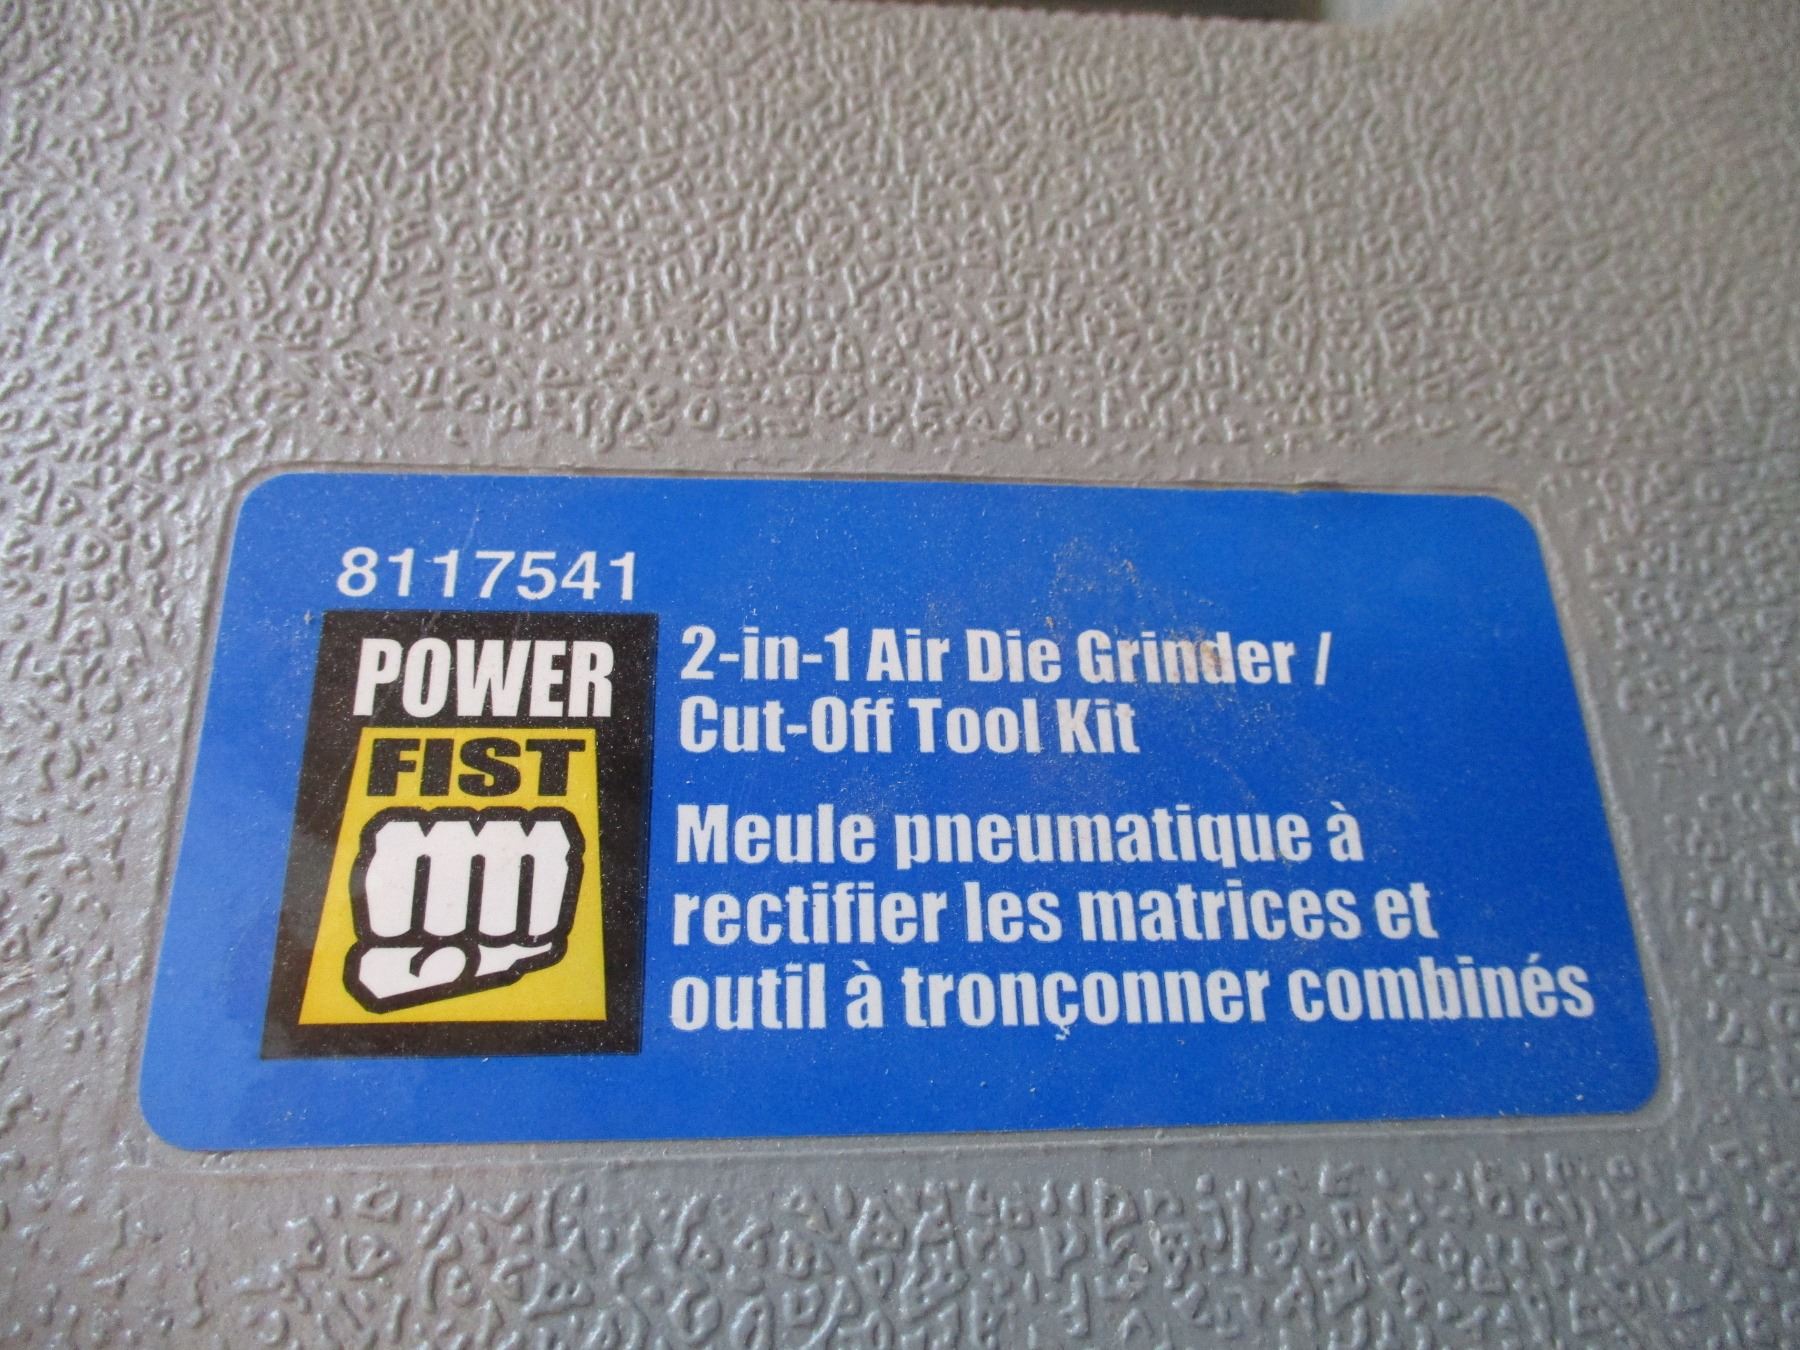 8117541
POWER
FIST
2-in-1 Air Die Grinder /
Cut-Off Tool Kit
Meule pneumatique à
rectifier les matrices et
outil à tronçonner combinés